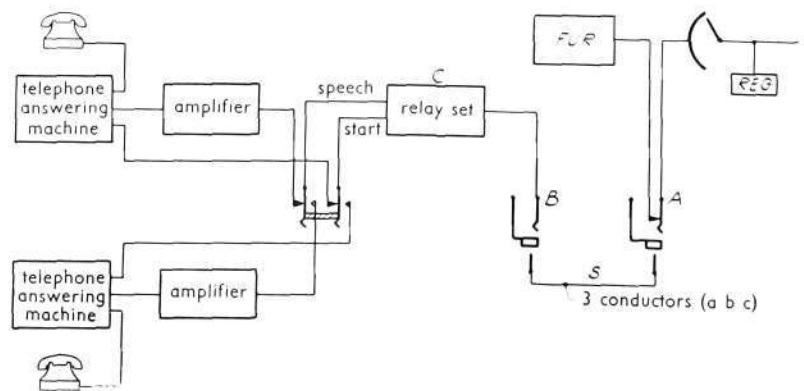 telephone
answering
machine
amplifier
speech
start
C
relay set
FUR
REG
B
A
S
3 conductors (a b c)
telephone
answering
machine
amplifier